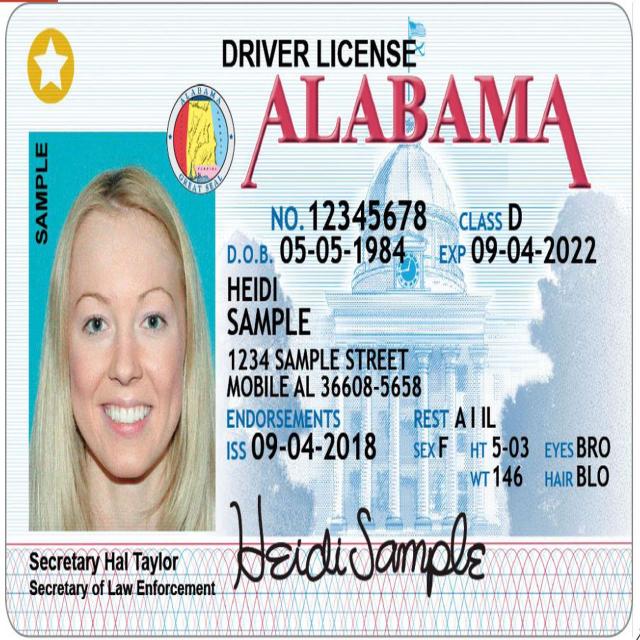 DRIVER LICENSE
ALABAMA
ALABAMA
GREAT SEAL
SAMPLE
NO. 12345678 CLASS D
D.O.B. 05-05-1984 EXP 09-04-2022
HEIDI
SAMPLE
1234 SAMPLE STREET
MOBILE AL 36608-5658
ENDORSEMENTS REST A I IL
ISS 09-04-2018 SEX F HT 5-03 EYES BRO
WT 146 HAIR BLO
Heidi Sample
Secretary Hal Taylor
Secretary of Law Enforcement